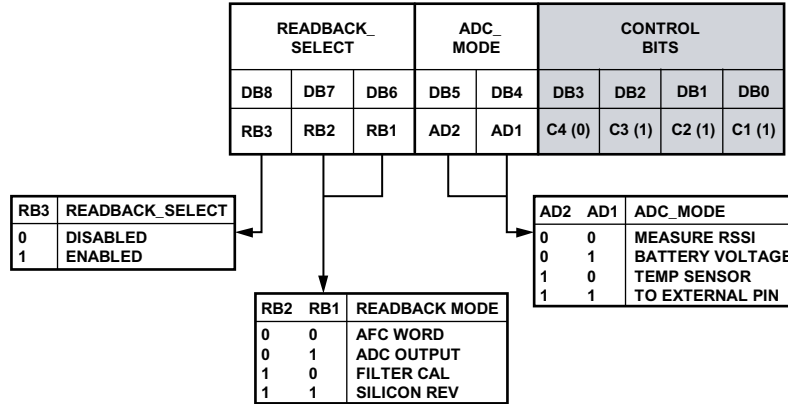 READBACK_ SELECT ADC_ MODE CONTROL BITS
DB8 DB7 DB6 DB5 DB4 DB3 DB2 DB1 DB0
RB3 RB2 RB1 AD2 AD1 C4 (0) C3 (1) C2 (1) C1 (1)
RB3 READBACK_SELECT
0 DISABLED
1 ENABLED
AD2 AD1 ADC_MODE
0 0 MEASURE RSSI
0 1 BATTERY VOLTAGE
1 0 TEMP SENSOR
1 1 TO EXTERNAL PIN
RB2 RB1 READBACK MODE
0 0 AFC WORD
0 1 ADC OUTPUT
1 0 FILTER CAL
1 1 SILICON REV